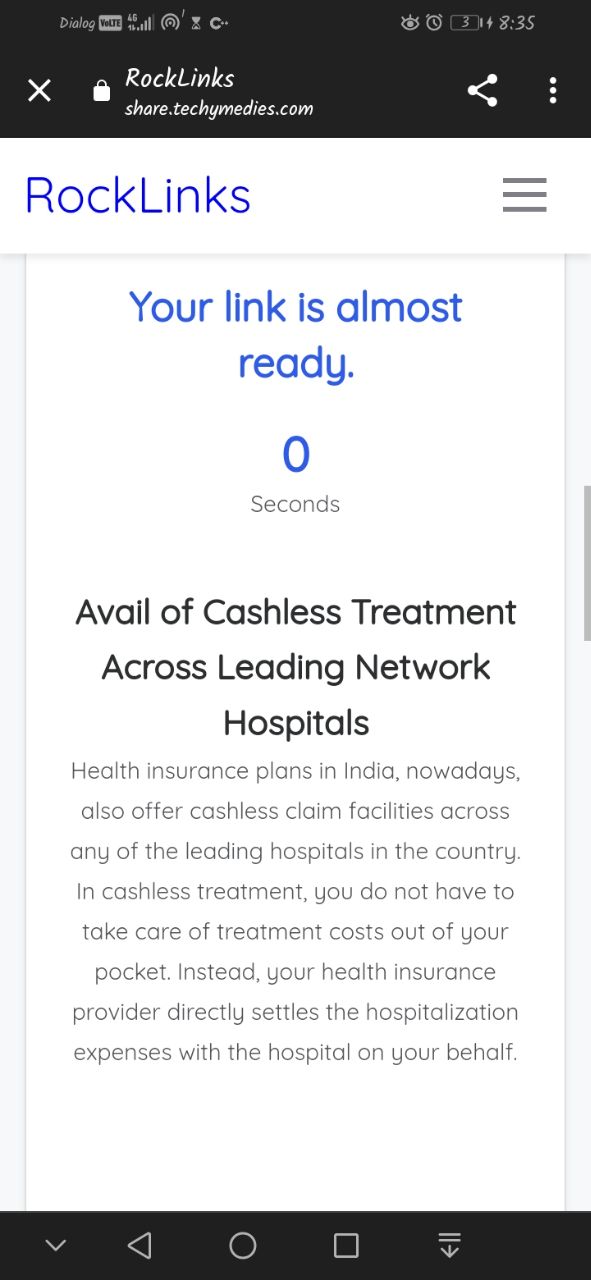 Dialog VoLTE 4G 3 8:35
RockLinks
share.techymedies.com
RockLinks
Your link is almost
ready.
0
Seconds
Avail of Cashless Treatment
Across Leading Network
Hospitals
Health insurance plans in India, nowadays,
also offer cashless claim facilities across
any of the leading hospitals in the country.
In cashless treatment, you do not have to
take care of treatment costs out of your
pocket. Instead, your health insurance
provider directly settles the hospitalization
expenses with the hospital on your behalf.